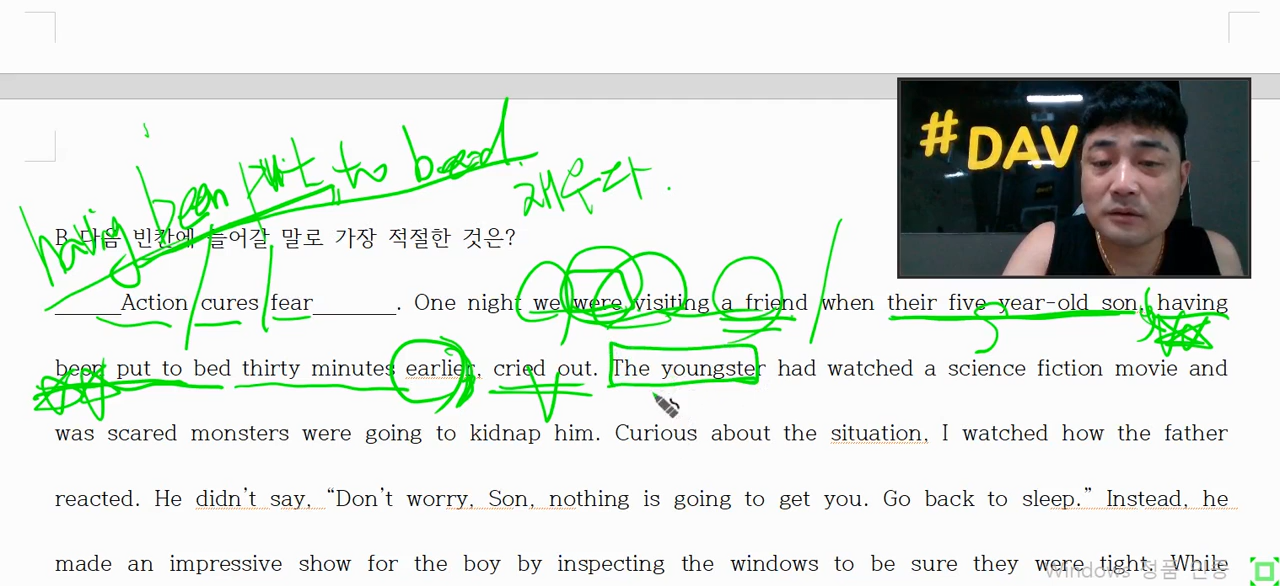 #DAV
having been put to bed.
재우다.
B 다음 빈칸에 들어갈 말로 가장 적절한 것은?
______Action cures fear_______. One night we were visiting a friend when their five year-old son, having
been put to bed thirty minutes earlier, cried out. The youngster had watched a science fiction movie and
was scared monsters were going to kidnap him. Curious about the situation, I watched how the father
reacted. He didn't say, “Don't worry, Son, nothing is going to get you. Go back to sleep.” Instead, he
made an impressive show for the boy by inspecting the windows to be sure they were tight. While
Windows 정품 인증